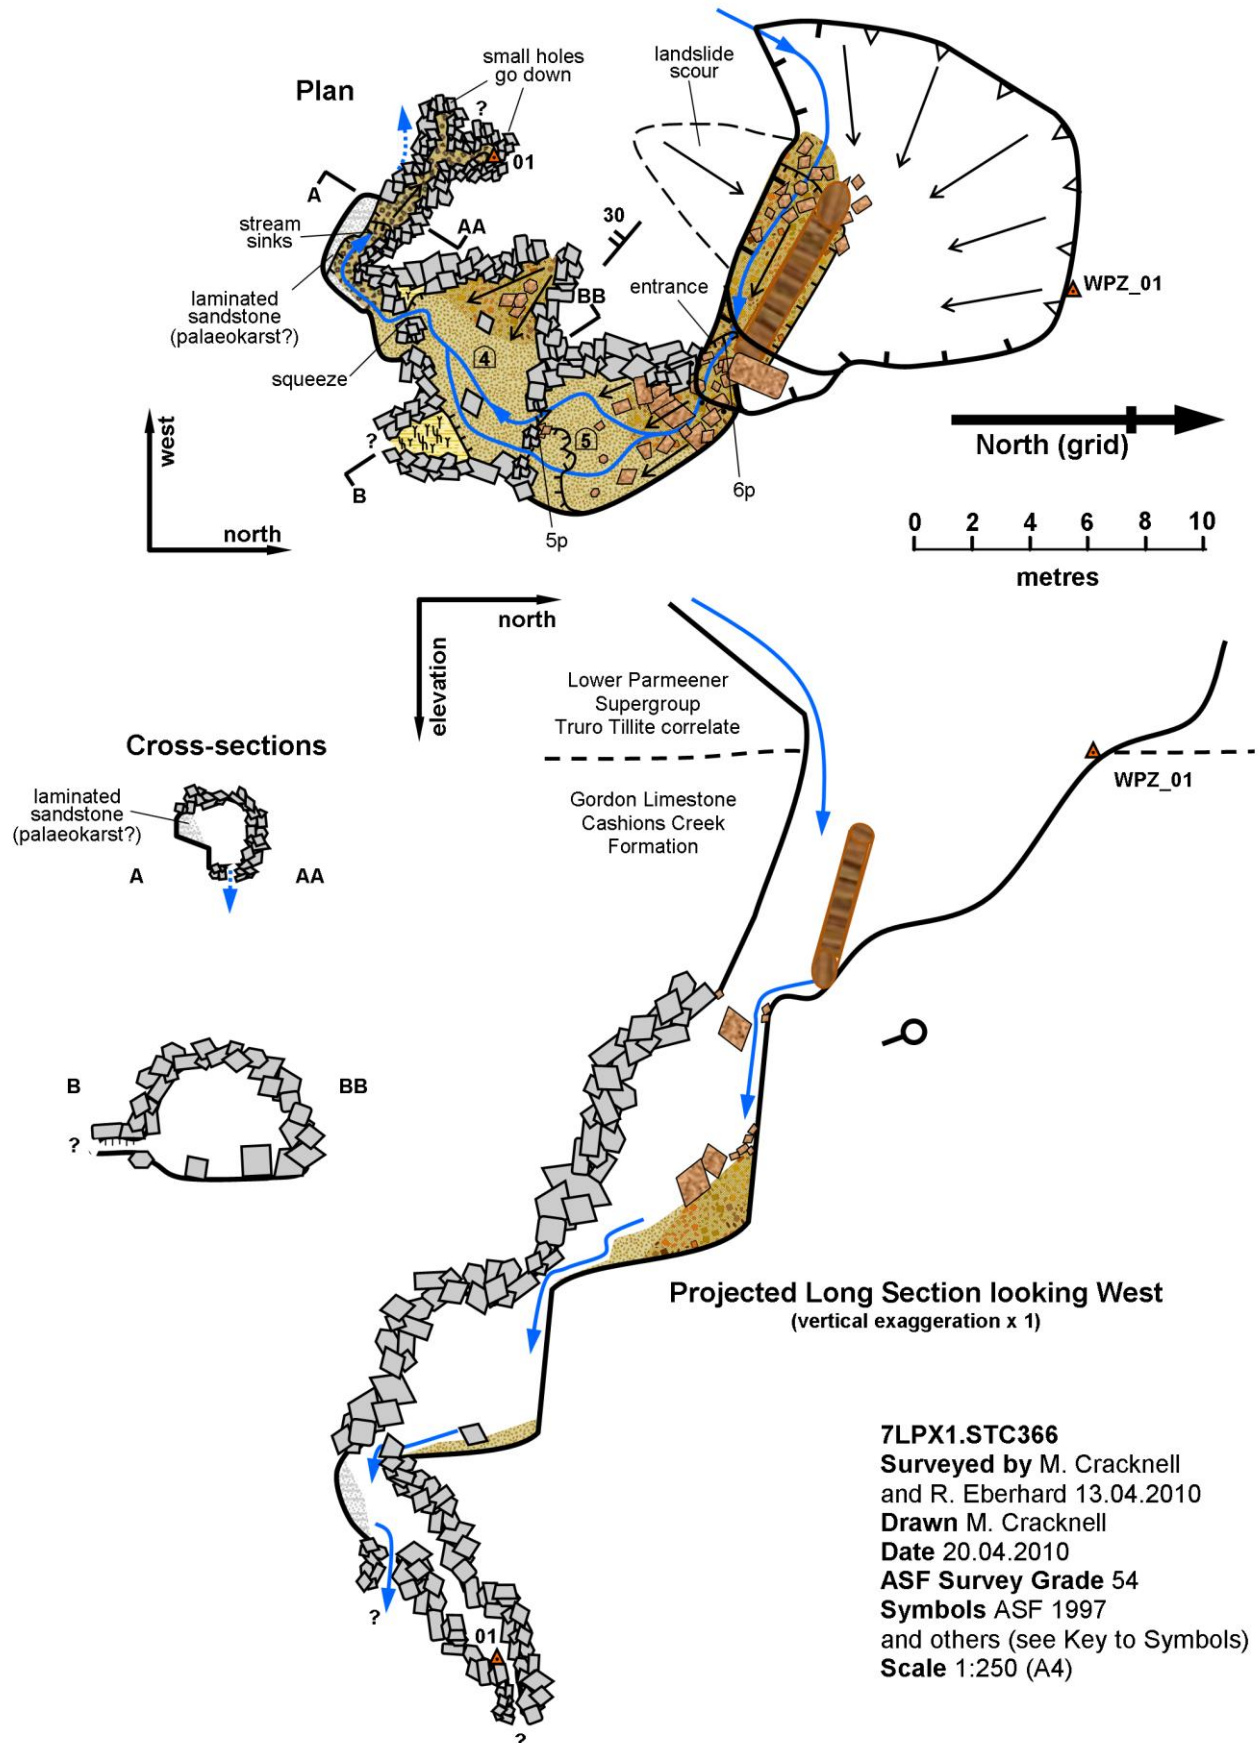 Plan
small holes
go down
?
01
landslide
scour
A
AA
30
stream
sinks
BB
entrance
WPZ_01
laminated
sandstone
(palaeokarst?)
squeeze
4
5
?
B
5p
6p
west
north
North (grid)
0 2 4 6 8 10
metres
north
elevation
Lower Parmeener
Supergroup
Truro Tillite correlate
Gordon Limestone
Cashions Creek
Formation
WPZ_01
Cross-sections
laminated
sandstone
(palaeokarst?)
A
AA
B
BB
?
Projected Long Section looking West
(vertical exaggeration x 1)
?
01
?
7LPX1.STC366
Surveyed by M. Cracknell
and R. Eberhard 13.04.2010
Drawn M. Cracknell
Date 20.04.2010
ASF Survey Grade 54
Symbols ASF 1997
and others (see Key to Symbols)
Scale 1:250 (A4)